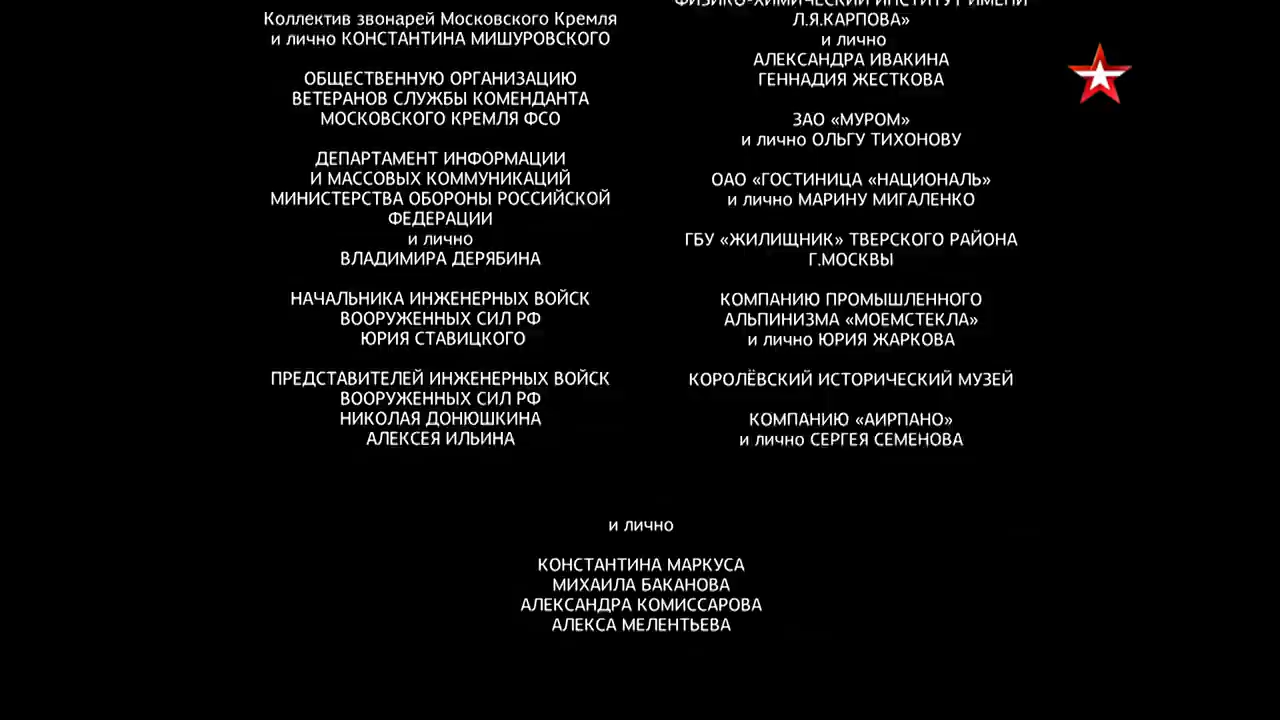 Коллектив звонарей Московского Кремля
и лично КОНСТАНТИНА МИШУРОВСКОГО
ОБЩЕСТВЕННУЮ ОРГАНИЗАЦИЮ
ВЕТЕРАНОВ СЛУЖБЫ КОМЕНДАНТА
МОСКОВСКОГО КРЕМЛЯ ФСО
ДЕПАРТАМЕНТ ИНФОРМАЦИИ
И МАССОВЫХ КОММУНИКАЦИЙ
МИНИСТЕРСТВА ОБОРОНЫ РОССИЙСКОЙ
ФЕДЕРАЦИИ
и лично
ВЛАДИМИРА ДЕРЯБИНА
НАЧАЛЬНИКА ИНЖЕНЕРНЫХ ВОЙСК
ВООРУЖЕННЫХ СИЛ РФ
ЮРИЯ СТАВИЦКОГО
ПРЕДСТАВИТЕЛЕЙ ИНЖЕНЕРНЫХ ВОЙСК
ВООРУЖЕННЫХ СИЛ РФ
НИКОЛАЯ ДОНЮШКИНА
АЛЕКСЕЯ ИЛЬИНА
ФИЗИКО-ХИМИЧЕСКИЙ ИНСТИТУТ ИМЕНИ
Л.Я.КАРПОВА»
и лично
АЛЕКСАНДРА ИВАКИНА
ГЕННАДИЯ ЖЕСТКОВА
ЗАО «МУРОМ»
и лично ОЛЬГУ ТИХОНОВУ
ОАО «ГОСТИНИЦА «НАЦИОНАЛЬ»
и лично МАРИНУ МИГАЛЕНКО
ГБУ «ЖИЛИЩНИК» ТВЕРСКОГО РАЙОНА
Г.МОСКВЫ
КОМПАНИЮ ПРОМЫШЛЕННОГО
АЛЬПИНИЗМА «МОЕМСТЕКЛА»
и лично ЮРИЯ ЖАРКОВА
КОРОЛЁВСКИЙ ИСТОРИЧЕСКИЙ МУЗЕЙ
КОМПАНИЮ «АИРПАНО»
и лично СЕРГЕЯ СЕМЕНОВА
и лично
КОНСТАНТИНА МАРКУСА
МИХАИЛА БАКАНОВА
АЛЕКСАНДРА КОМИССАРОВА
АЛЕКСА МЕЛЕНТЬЕВА